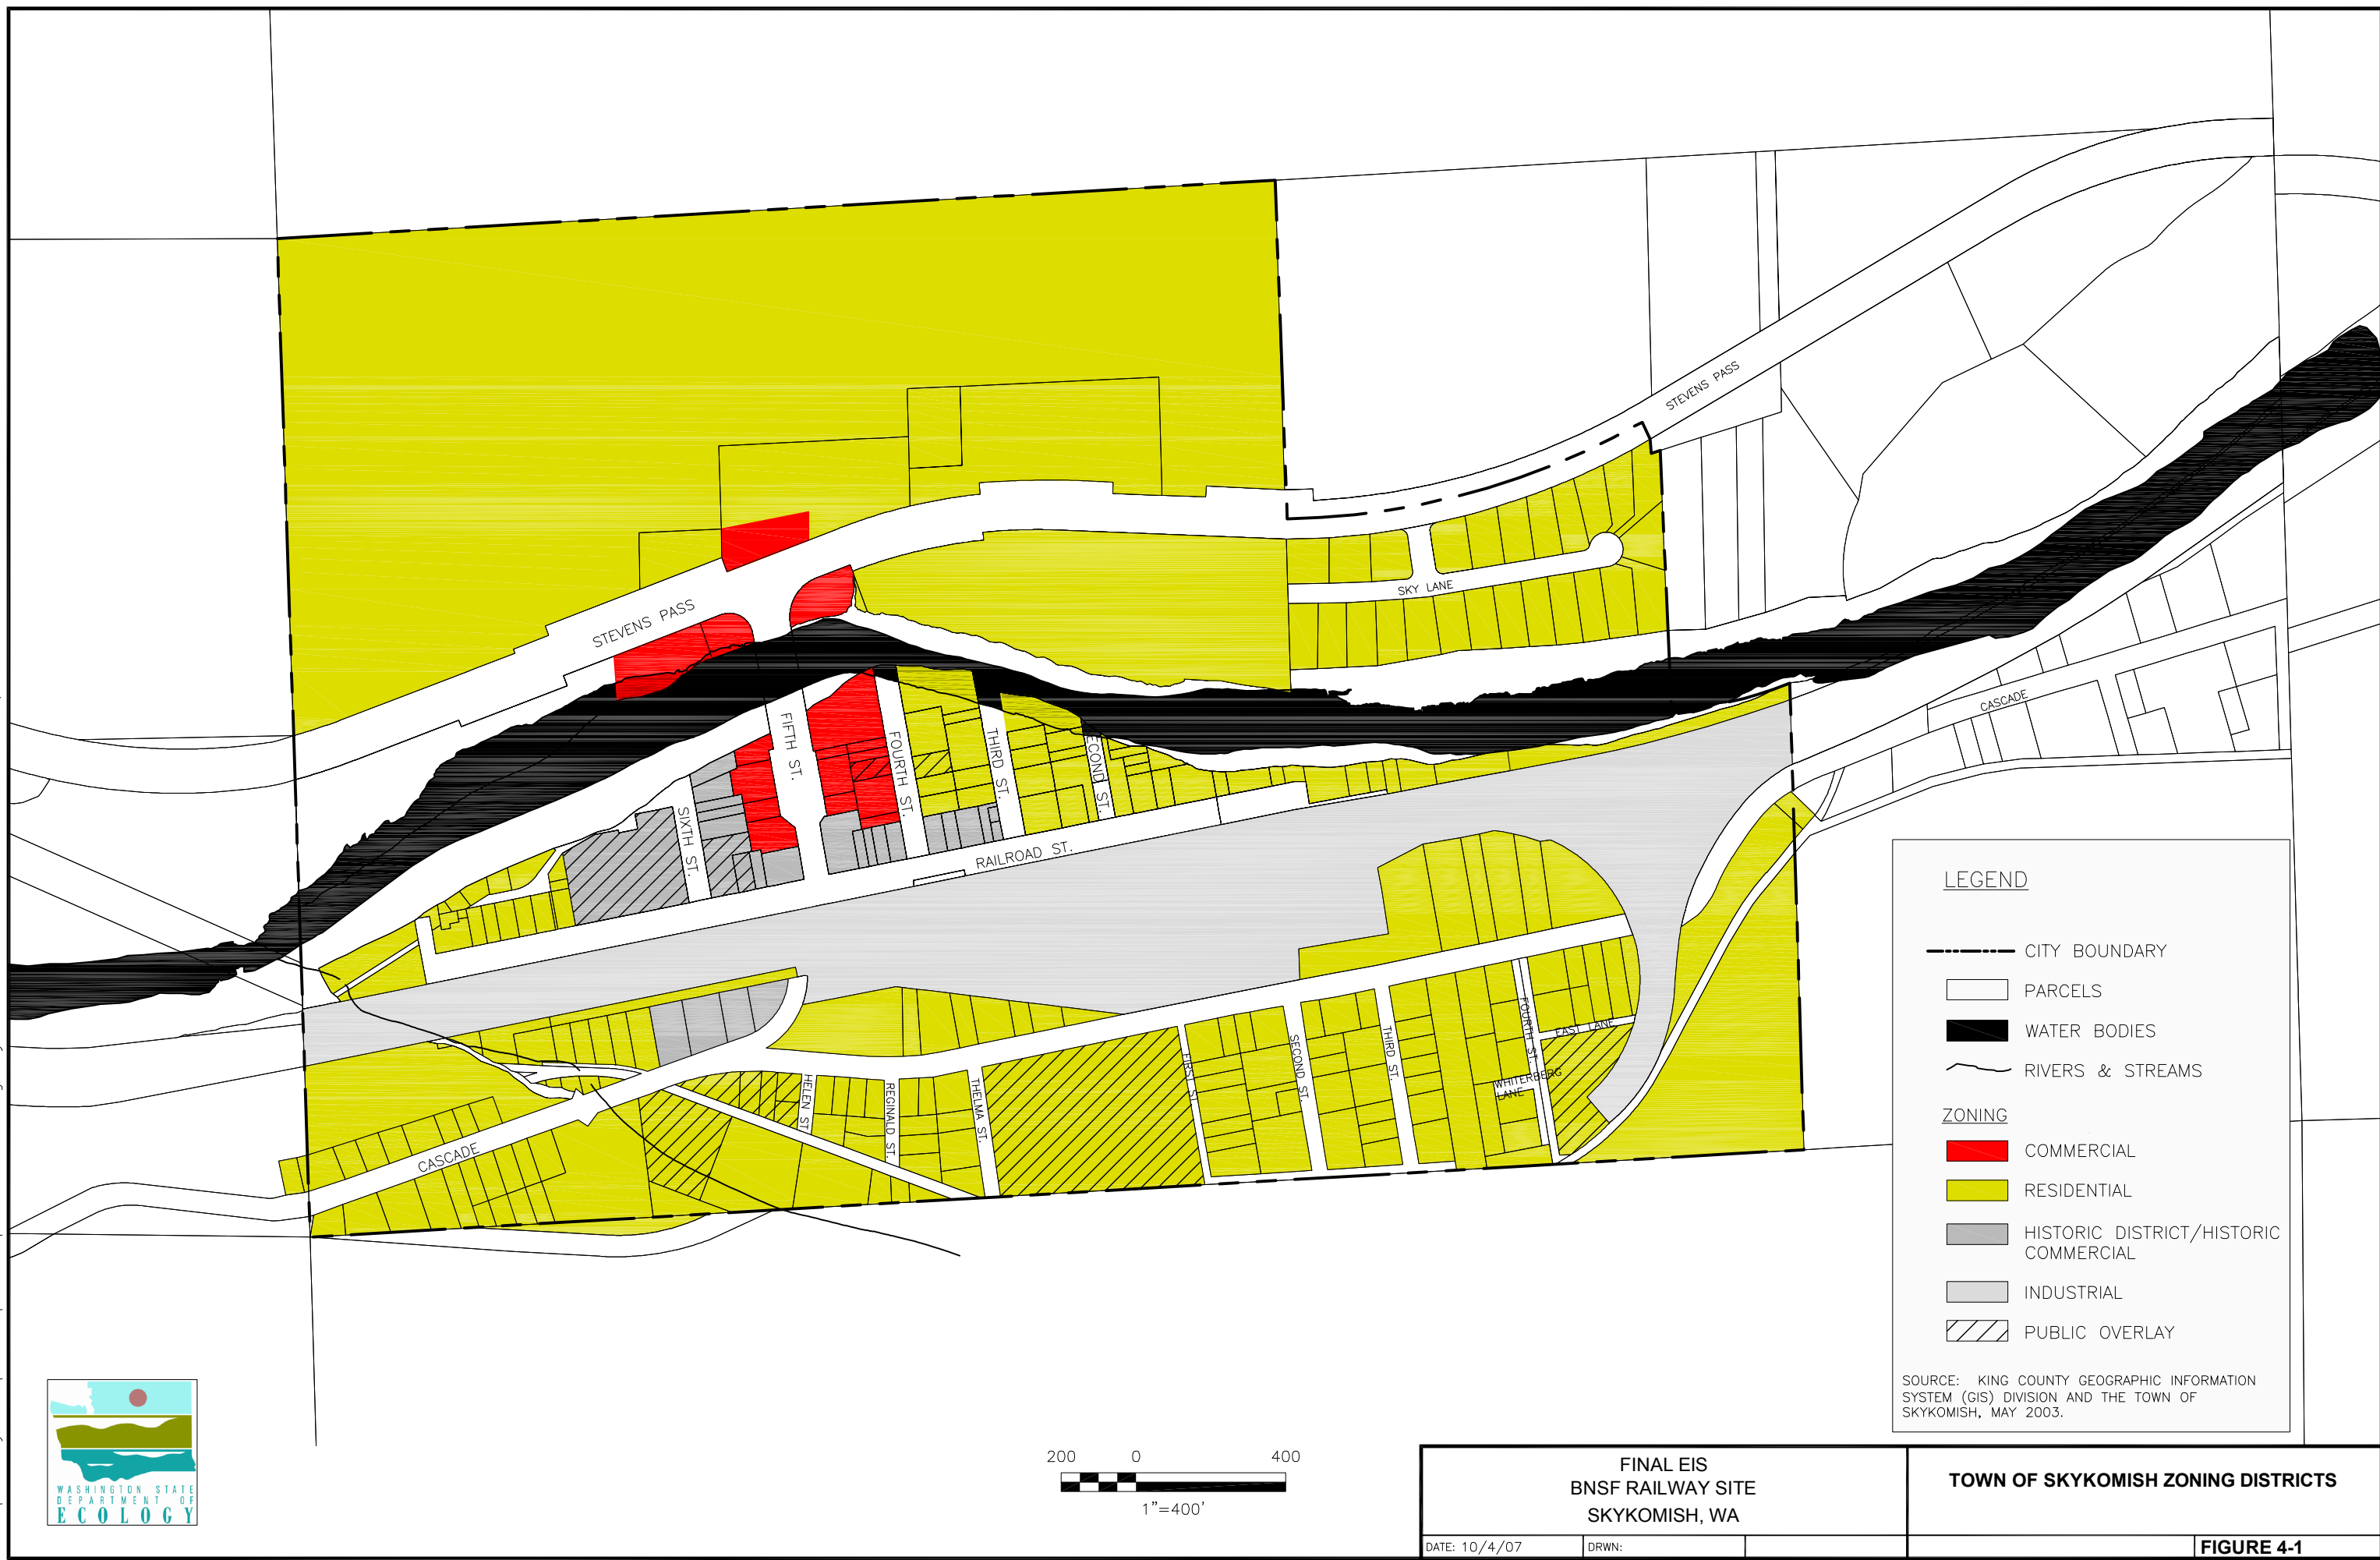 STEVENS PASS
STEVENS PASS
SKY LANE
CASCADE
FIFTH ST.
FOURTH ST.
THIRD ST.
ECOND ST.
SIXTH ST.
RAILROAD ST.
FOURTH ST.
EAST LANE
WHITERBERG
LANE
THIRD ST.
SECOND ST.
FIRST ST.
THELMA ST.
REGINALD ST.
HELEN ST.
CASCADE
LEGEND
CITY BOUNDARY
PARCELS
WATER BODIES
RIVERS & STREAMS
ZONING
COMMERCIAL
RESIDENTIAL
HISTORIC DISTRICT/HISTORIC
COMMERCIAL
INDUSTRIAL
PUBLIC OVERLAY
SOURCE: KING COUNTY GEOGRAPHIC INFORMATION
SYSTEM (GIS) DIVISION AND THE TOWN OF
SKYKOMISH, MAY 2003.
WASHINGTON STATE
DEPARTMENT OF
ECOLOGY
200 0 400
1"=400'
FINAL EIS
BNSF RAILWAY SITE
SKYKOMISH, WA
DATE: 10/4/07
DRWN:
TOWN OF SKYKOMISH ZONING DISTRICTS
FIGURE 4-1